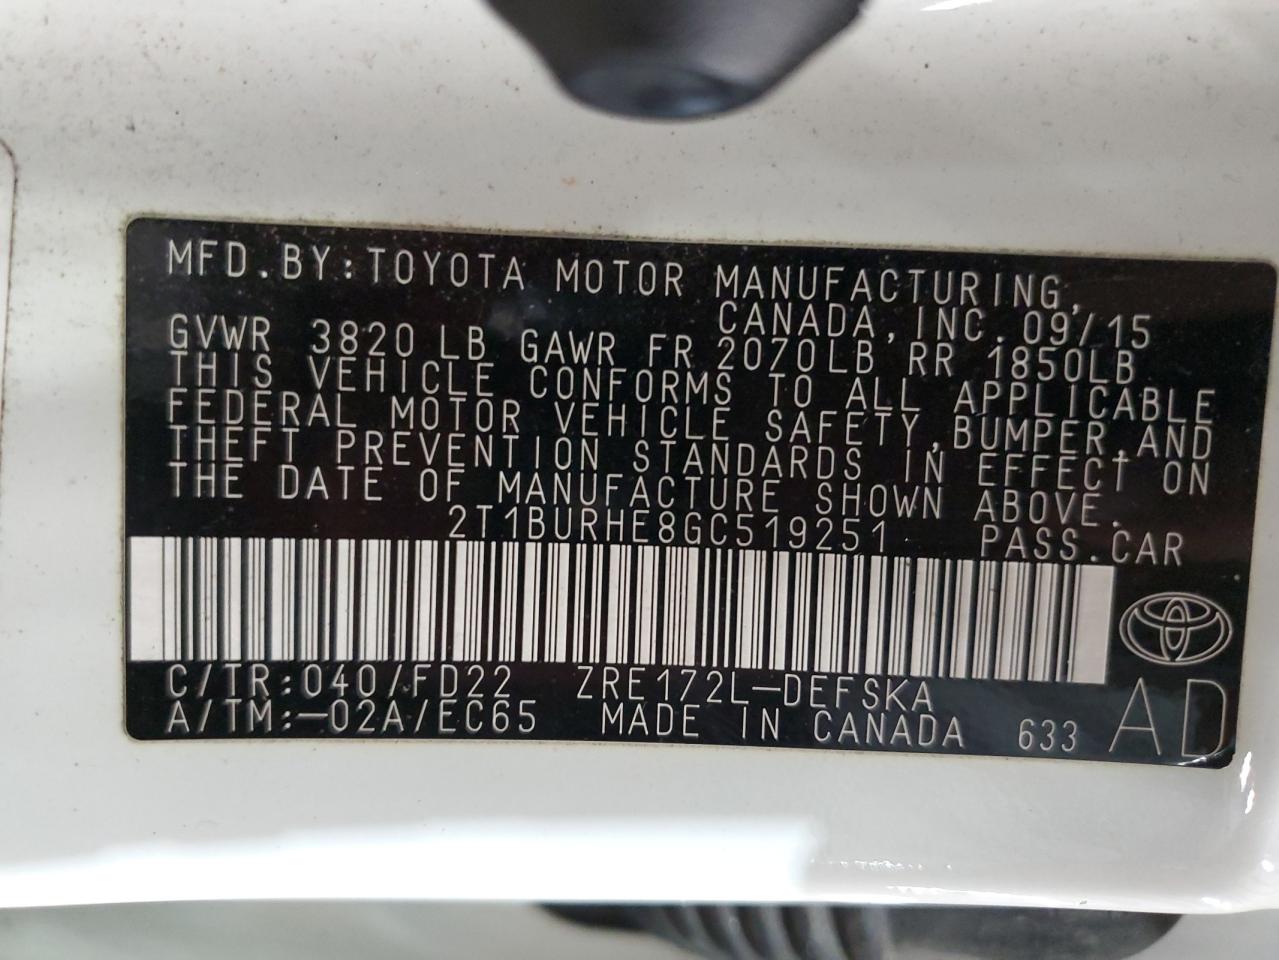 MFD.BY:TOYOTA MOTOR MANUFACTURING,
CANADA,INC.09/15
GVWR 3820 LB GAWR FR 2070LB RR 1850LB
THIS VEHICLE CONFORMS TO ALL APPLICABLE
FEDERAL MOTOR VEHICLE SAFETY,BUMPER,AND
THEFT PREVENTION STANDARDS IN EFFECT ON
THE DATE OF MANUFACTURE SHOWN ABOVE.
2T1BURHE8GC519251 PASS.CAR
C/TR:040/FD22 ZRE172L-DEFSKA
A/TM:-02A/EC65 MADE IN CANADA 633 AD